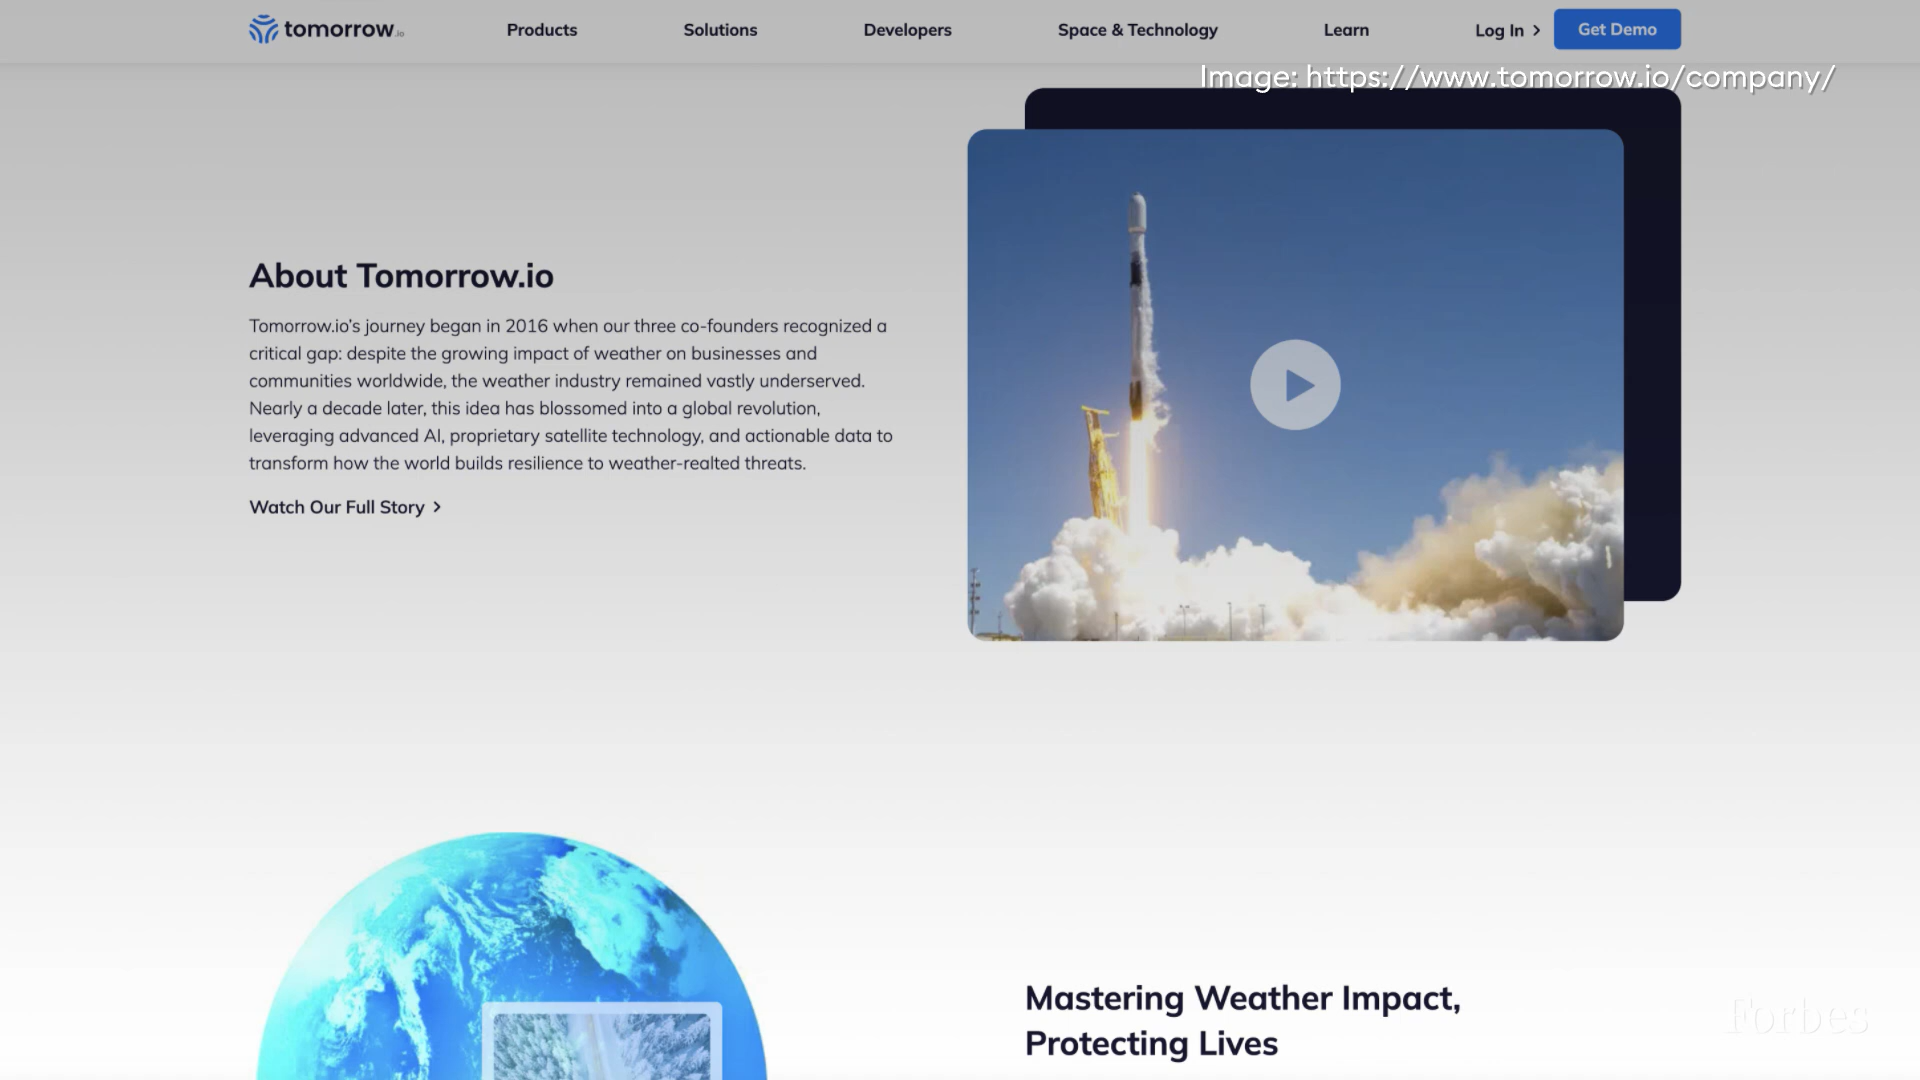 tomorrow.io
Products
Solutions
Developers
Space & Technology
Learn
Log In
Get Demo
Image: https://www.tomorrow.io/company/
About Tomorrow.io
Tomorrow.io's journey began in 2016 when our three co-founders recognized a
critical gap: despite the growing impact of weather on businesses and
communities worldwide, the weather industry remained vastly underserved.
Nearly a decade later, this idea has blossomed into a global revolution,
leveraging advanced AI, proprietary satellite technology, and actionable data to
transform how the world builds resilience to weather-realted threats.
Watch Our Full Story
Mastering Weather Impact,
Protecting Lives
Forbes